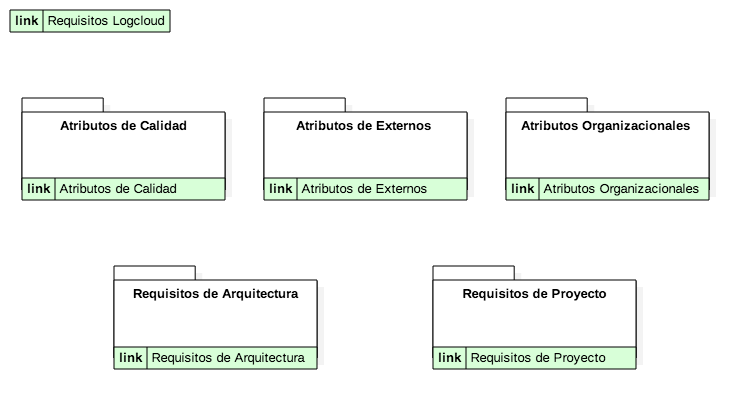 link Requisitos Logcloud
Atributos de Calidad
link Atributos de Calidad
Atributos de Externos
link Atributos de Externos
Atributos Organizacionales
link Atributos Organizacionales
Requisitos de Arquitectura
link Requisitos de Arquitectura
Requisitos de Proyecto
link Requisitos de Proyecto